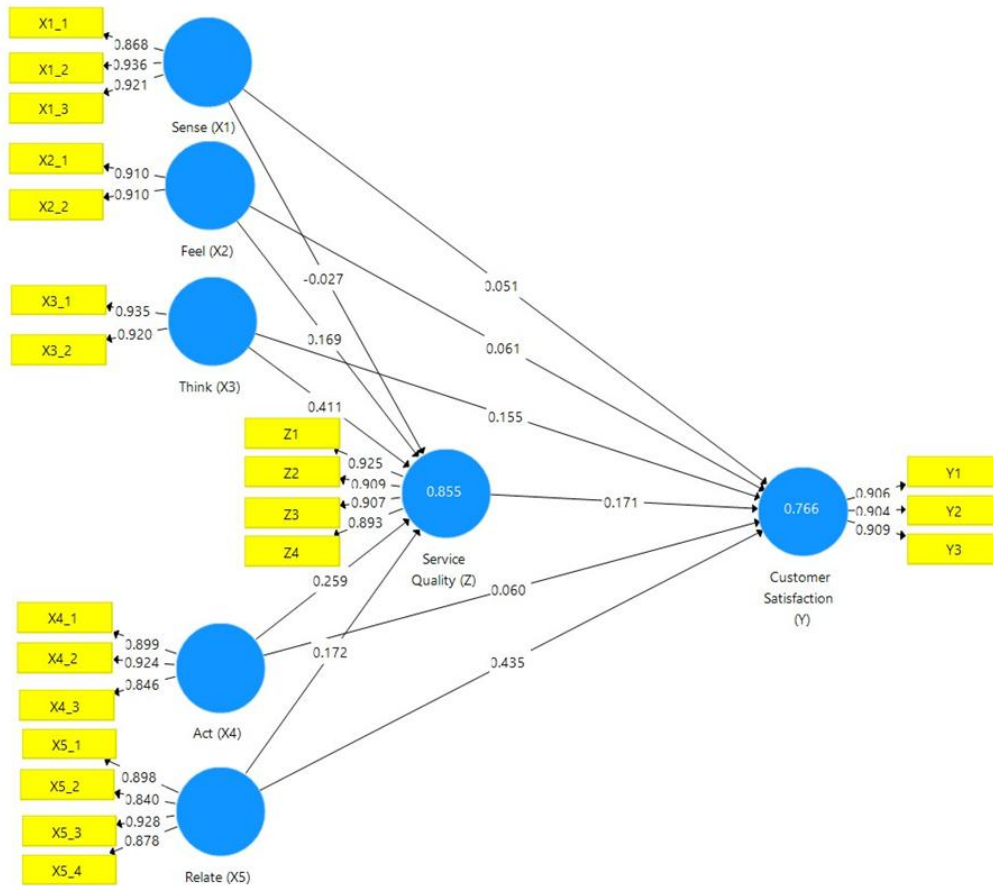 X1_1
0.868
X1_2
0.936
X1_3
0.921
Sense (X1)
X2_1
0.910
X2_2
0.910
Feel (X2)
X3_1
0.935
X3_2
0.920
Think (X3)
-0.027
0.169
0.411
0.051
0.061
0.155
Z1
0.925
Z2
0.909
Z3
0.907
Z4
0.893
0.855
Service
Quality (Z)
0.171
0.766
Customer
Satisfaction
(Y)
0.906
Y1
0.904
Y2
0.909
Y3
0.259
0.060
0.172
0.435
X4_1
0.899
X4_2
0.924
X4_3
0.846
Act (X4)
X5_1
0.898
X5_2
0.840
X5_3
0.928
X5_4
0.878
Relate (X5)